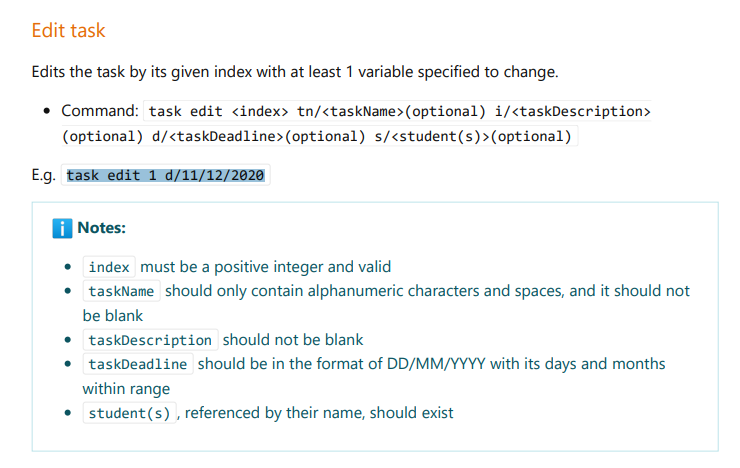 Edit task
Edits the task by its given index with at least 1 variable specified to change.
• Command: task edit <index> tn/<taskName>(optional) i/<taskDescription>
(optional) d/<taskDeadline>(optional) s/<student(s)>(optional)
E.g. task edit 1 d/11/12/2020
Notes:
• index must be a positive integer and valid
• taskName should only contain alphanumeric characters and spaces, and it should not
be blank
• taskDescription should not be blank
• taskDeadline should be in the format of DD/MM/YYYY with its days and months
within range
• student(s) , referenced by their name, should exist